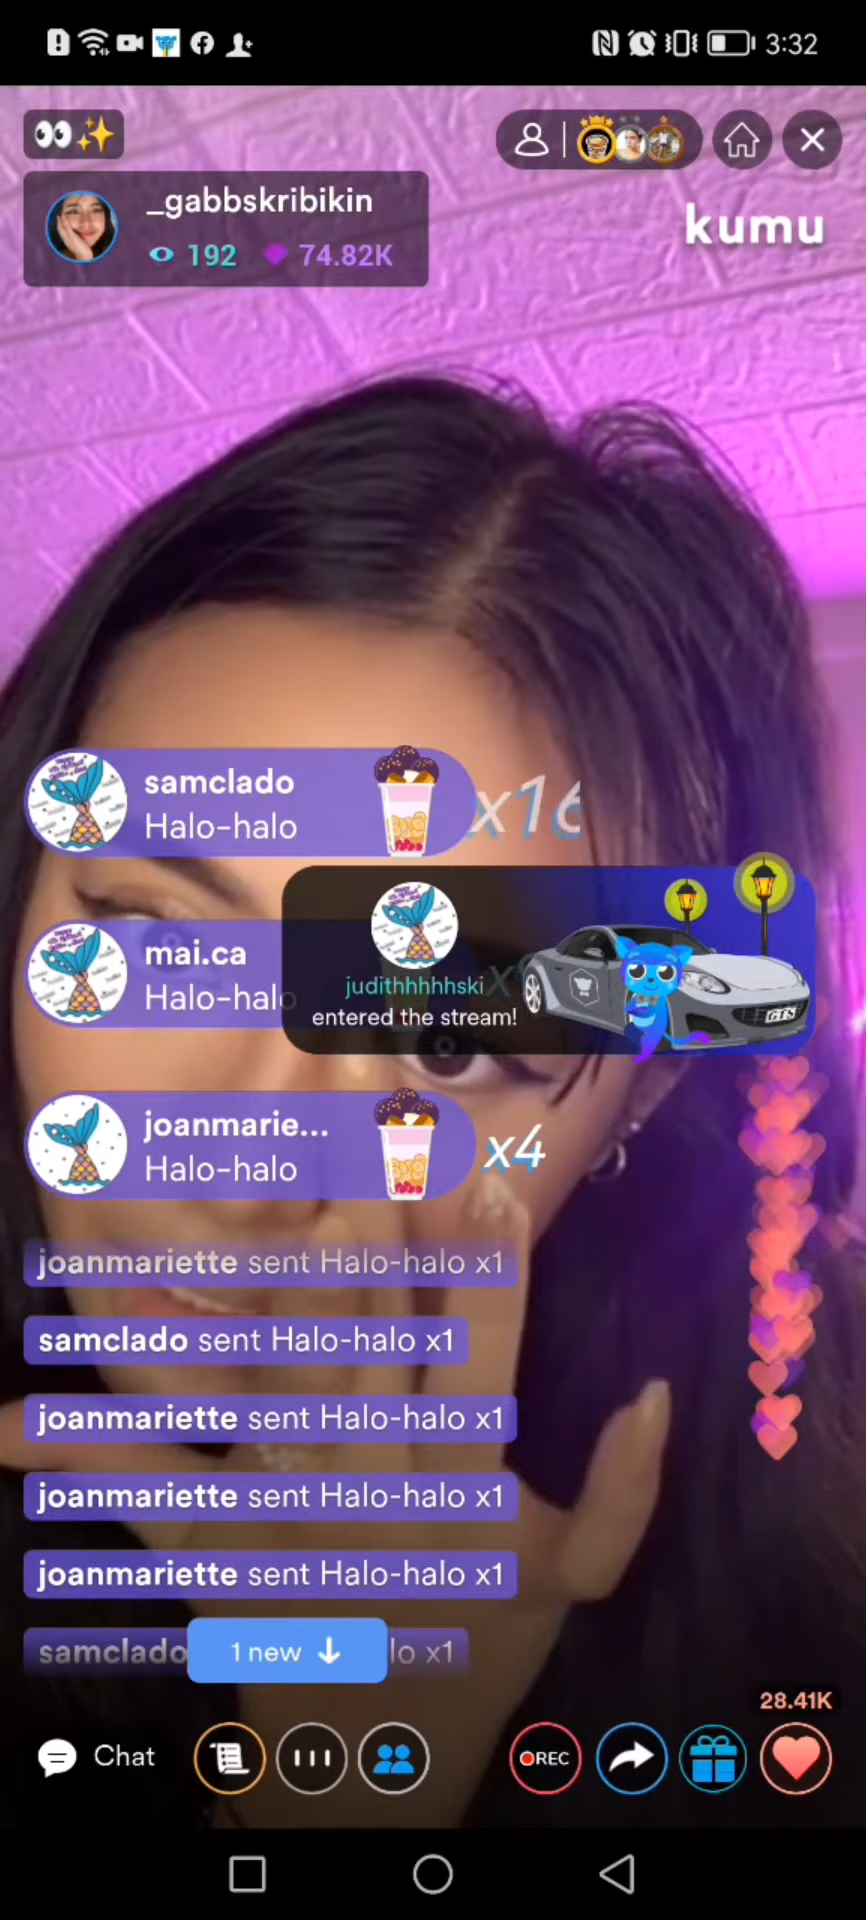 3:32
_gabbskribikin
192 74.82K
kumu
samclado
Halo-halo
x16
mai.ca
Halo-halo
judithhhhhski
entered the stream!
joanmarie...
Halo-halo
x4
joanmariette sent Halo-halo x1
samclado sent Halo-halo x1
joanmariette sent Halo-halo x1
joanmariette sent Halo-halo x1
joanmariette sent Halo-halo x1
samclado lo x1
1 new
28.41K
Chat
REC